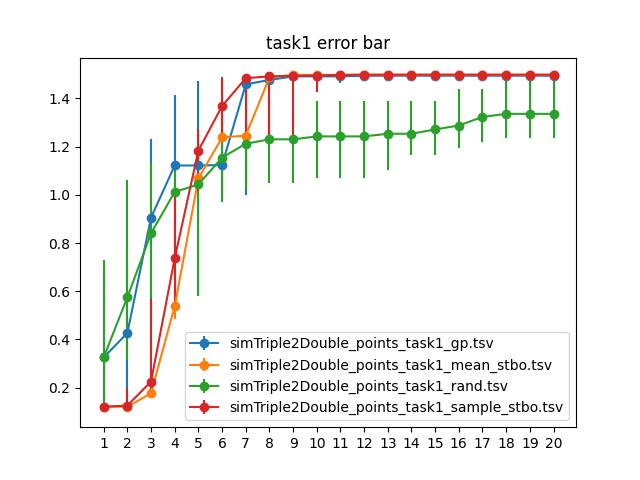 task1 error bar
1.4
1.2
1.0
0.8
0.6
0.4
0.2
simTriple2Double_points_task1_gp.tsv
simTriple2Double_points_task1_mean_stbo.tsv
simTriple2Double_points_task1_rand.tsv
simTriple2Double_points_task1_sample_stbo.tsv
1 2 3 4 5 6 7 8 9 10 11 12 13 14 15 16 17 18 19 20